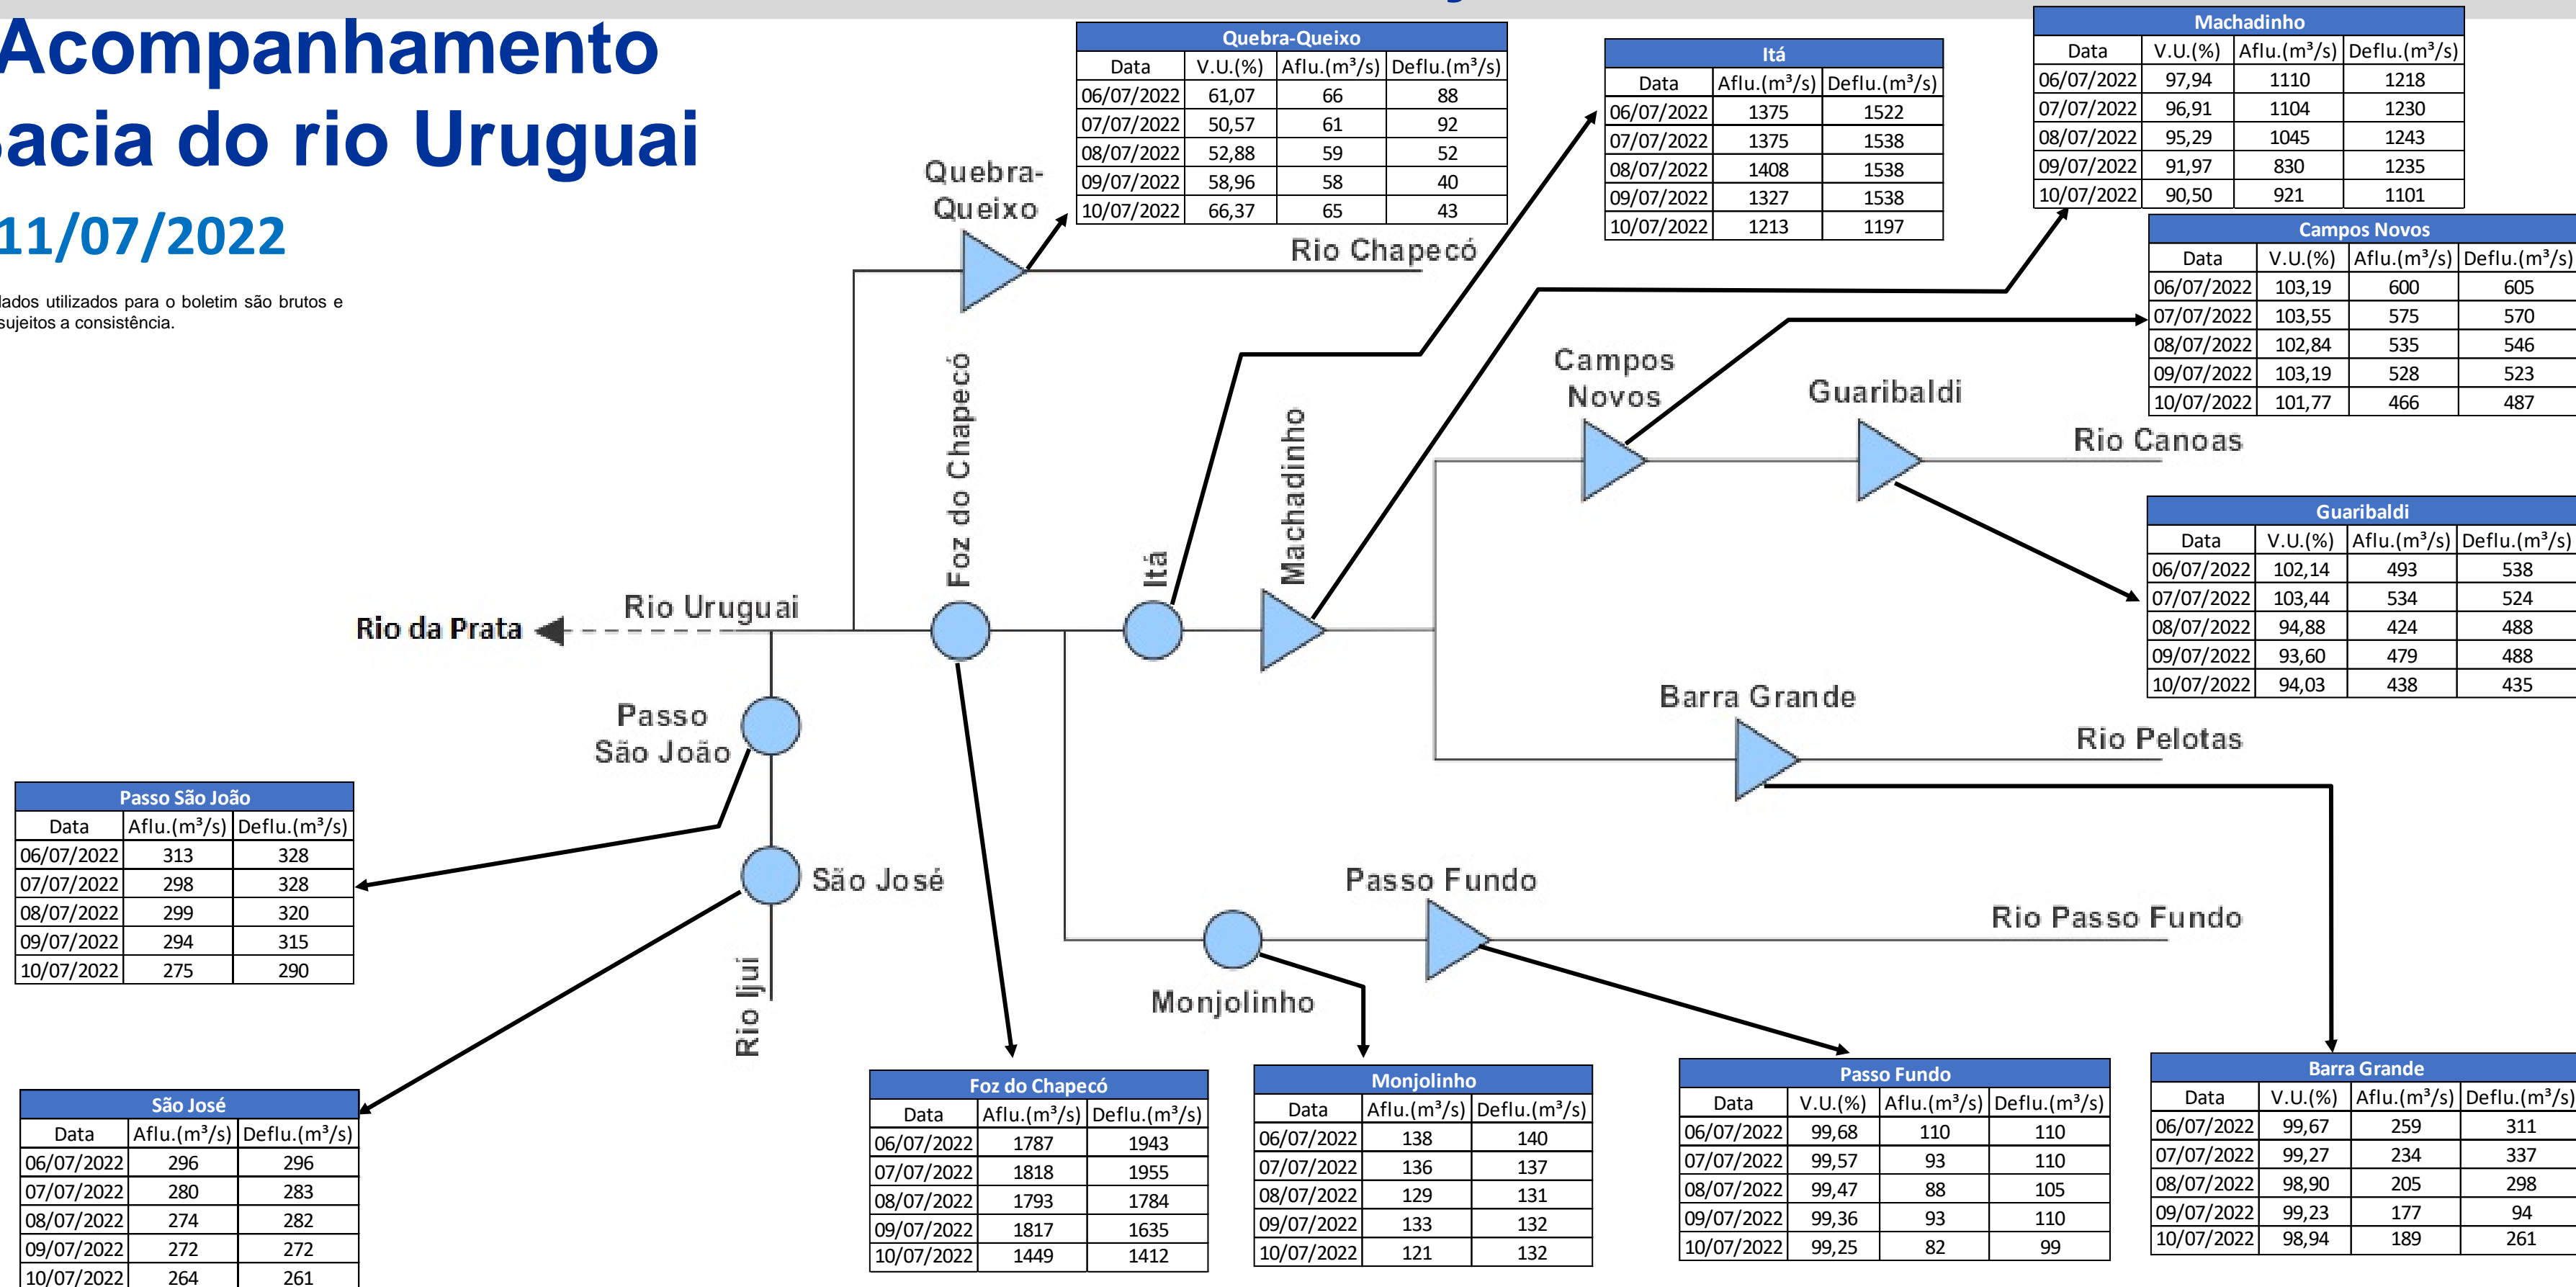 Acompanhamento
acia do rio Uruguai
11/07/2022
lados utilizados para o boletim são brutos e
sujeitos a consistência.
Quebra-Queixo
Data V.U.(%) Aflu.(m³/s) Deflu.(m³/s)
06/07/2022 61,07 66 88
07/07/2022 50,57 61 92
08/07/2022 52,88 59 52
09/07/2022 58,96 58 40
10/07/2022 66,37 65 43
Itá
Data Aflu.(m³/s) Deflu.(m³/s)
06/07/2022 1375 1522
07/07/2022 1375 1538
08/07/2022 1408 1538
09/07/2022 1327 1538
10/07/2022 1213 1197
Machadinho
Data V.U.(%) Aflu.(m³/s) Deflu.(m³/s)
06/07/2022 97,94 1110 1218
07/07/2022 96,91 1104 1230
08/07/2022 95,29 1045 1243
09/07/2022 91,97 830 1235
10/07/2022 90,50 921 1101
Campos Novos
Data V.U.(%) Aflu.(m³/s) Deflu.(m³/s)
06/07/2022 103,19 600 605
07/07/2022 103,55 575 570
08/07/2022 102,84 535 546
09/07/2022 103,19 528 523
10/07/2022 101,77 466 487
Quebra-
Queixo
Rio Chapecó
Foz do Chapecó
Itá
Machadinho
Campos
Novos
Guaribaldi
Rio Canoas
Guaribaldi
Data V.U.(%) Aflu.(m³/s) Deflu.(m³/s)
06/07/2022 102,14 493 538
07/07/2022 103,44 534 524
08/07/2022 94,88 424 488
09/07/2022 93,60 479 488
10/07/2022 94,03 438 435
Rio da Prata
Rio Uruguai
Passo
São João
Barra Grande
Rio Pelotas
São José
Passo Fundo
Rio Passo Fundo
Monjolinho
Rio Ijui
Passo São João
Data Aflu.(m³/s) Deflu.(m³/s)
06/07/2022 313 328
07/07/2022 298 328
08/07/2022 299 320
09/07/2022 294 315
10/07/2022 275 290
São José
Data Aflu.(m³/s) Deflu.(m³/s)
06/07/2022 296 296
07/07/2022 280 283
08/07/2022 274 282
09/07/2022 272 272
10/07/2022 264 261
Foz do Chapecó
Data Aflu.(m³/s) Deflu.(m³/s)
06/07/2022 1787 1943
07/07/2022 1818 1955
08/07/2022 1793 1784
09/07/2022 1817 1635
10/07/2022 1449 1412
Monjolinho
Data Aflu.(m³/s) Deflu.(m³/s)
06/07/2022 138 140
07/07/2022 136 137
08/07/2022 129 131
09/07/2022 133 132
10/07/2022 121 132
Passo Fundo
Data V.U.(%) Aflu.(m³/s) Deflu.(m³/s)
06/07/2022 99,68 110 110
07/07/2022 99,57 93 110
08/07/2022 99,47 88 105
09/07/2022 99,36 93 110
10/07/2022 99,25 82 99
Barra Grande
Data V.U.(%) Aflu.(m³/s) Deflu.(m³/s)
06/07/2022 99,67 259 311
07/07/2022 99,27 234 337
08/07/2022 98,90 205 298
09/07/2022 99,23 177 94
10/07/2022 98,94 189 261